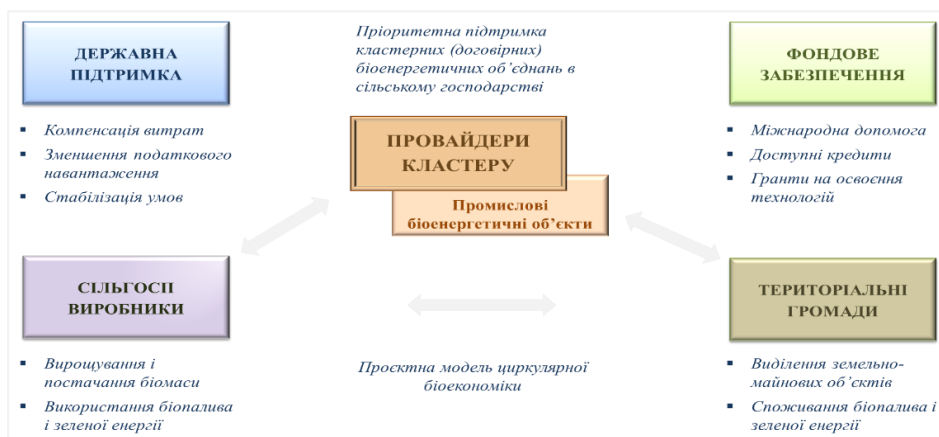 ДЕРЖАВНА
ПІДТРИМКА
▪ Компенсація витрат
▪ Зменшення податкового
навантаження
▪ Стабілізація умов
Пріоритетна підтримка
кластерних (договірних)
біоенергетичних об’єднань в
сільському господарстві
ПРОВАЙДЕРИ
КЛАСТЕРУ
Промислові
біоенергетичні об’єкти
ФОНДОВЕ
ЗАБЕЗПЕЧЕННЯ
▪ Міжнародна допомога
▪ Доступні кредити
▪ Гранти на освоєння
технологій
СІЛЬГОСП
ВИРОБНИКИ
▪ Вирощування і
постачання біомаси
▪ Використання біопалива
і зеленої енергії
Проєктна модель циркулярної
біоекономіки
ТЕРИТОРІАЛЬНІ
ГРОМАДИ
▪ Виділення земельно-
майнових об’єктів
▪ Споживання біопалива і
зеленої енергії